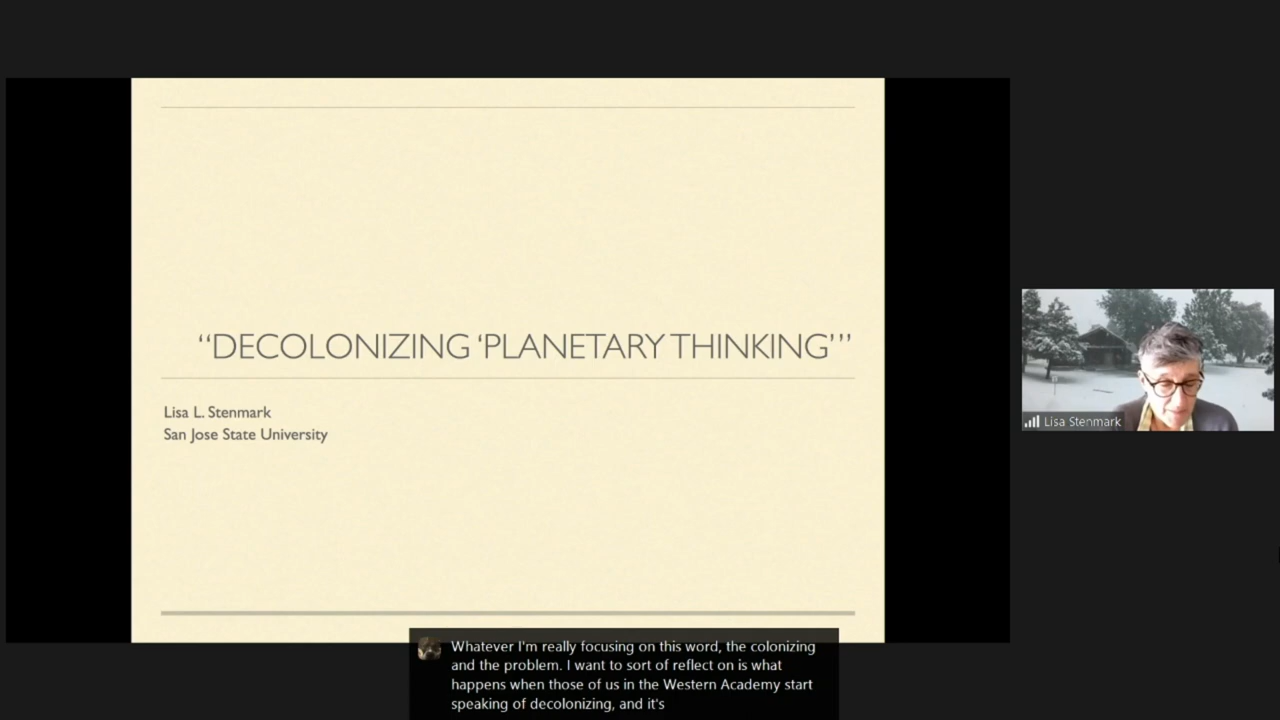 “DECOLONIZING ‘PLANETARY THINKING’”
Lisa L. Stenmark
San Jose State University
Lisa Stenmark
Whatever I'm really focusing on this word, the colonizing
and the problem. I want to sort of reflect on is what
happens when those of us in the Western Academy start
speaking of decolonizing, and it's